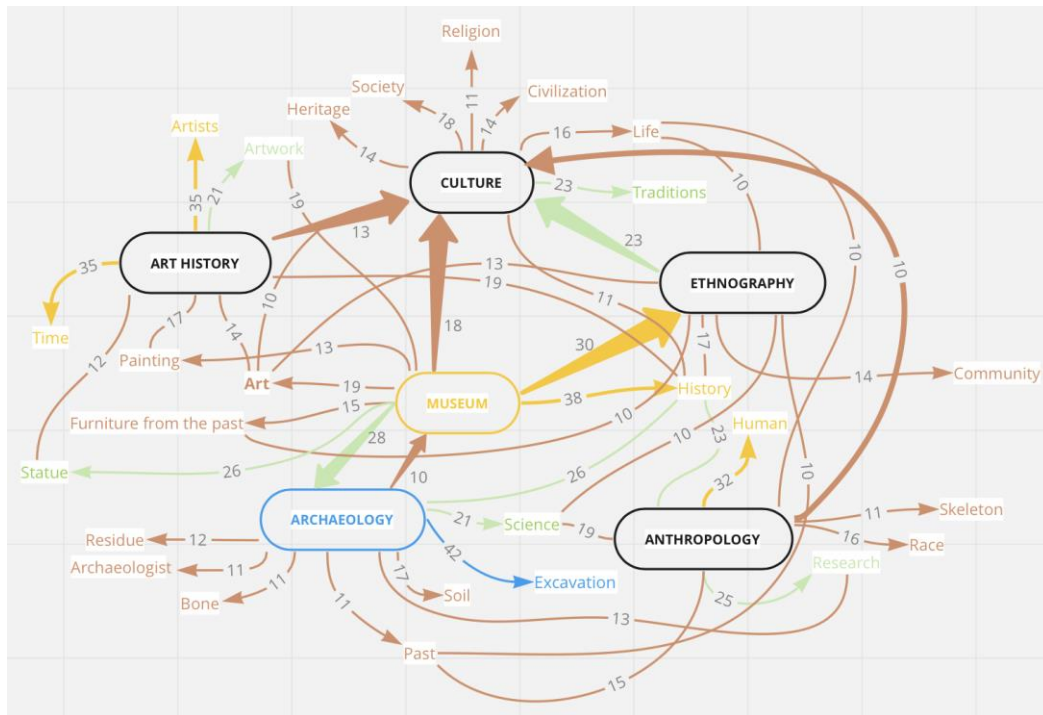 Religion
Society
Civilization
Heritage
11
18
14
14
Artists
Artwork
16
Life
CULTURE
23
Traditions
10
35
21
19
13
23
ART HISTORY
35
13
19
10
10
10
ETHNOGRAPHY
11
Time
17
14
18
30
17
12
Painting
13
Art
19
MUSEUM
38
History
14
Community
15
Furniture from the past
28
10
10
23
Human
Statue
26
10
26
32
10
ARCHAEOLOGY
21
Science
19
ANTHROPOLOGY
11
Skeleton
16
Race
Residue
12
42
Research
Archaeologist
11
Excavation
17
Soil
Bone
11
11
25
13
Past
15